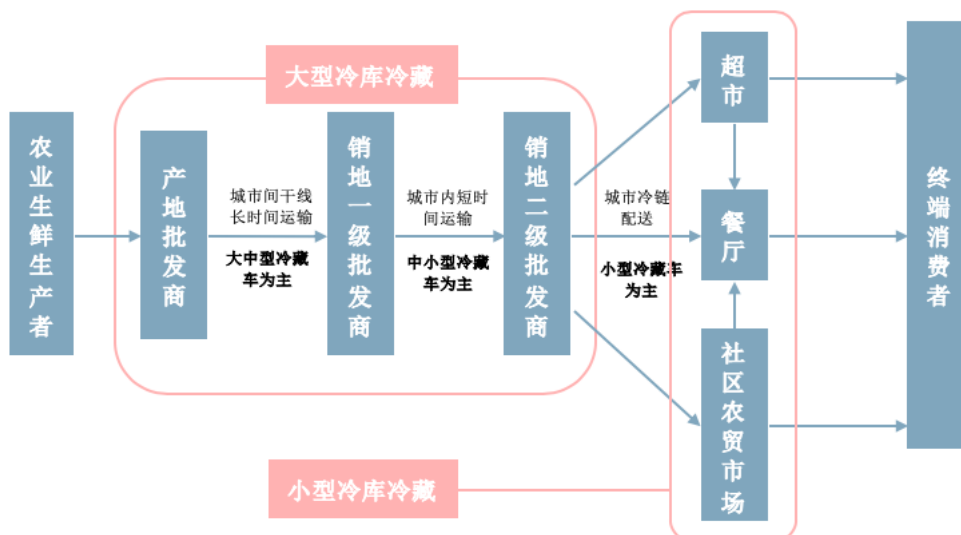 大型冷库冷藏
农业生鲜生产者
产地批发商
城市间干线
长时间运输
大中型冷藏
车为主
销地一级批发商
城市内短时
间运输
中小型冷藏
车为主
销地二级批发商
城市冷链
配送
小型冷藏车
为主
超市
餐厅
社区农贸市场
终端消费者
小型冷库冷藏